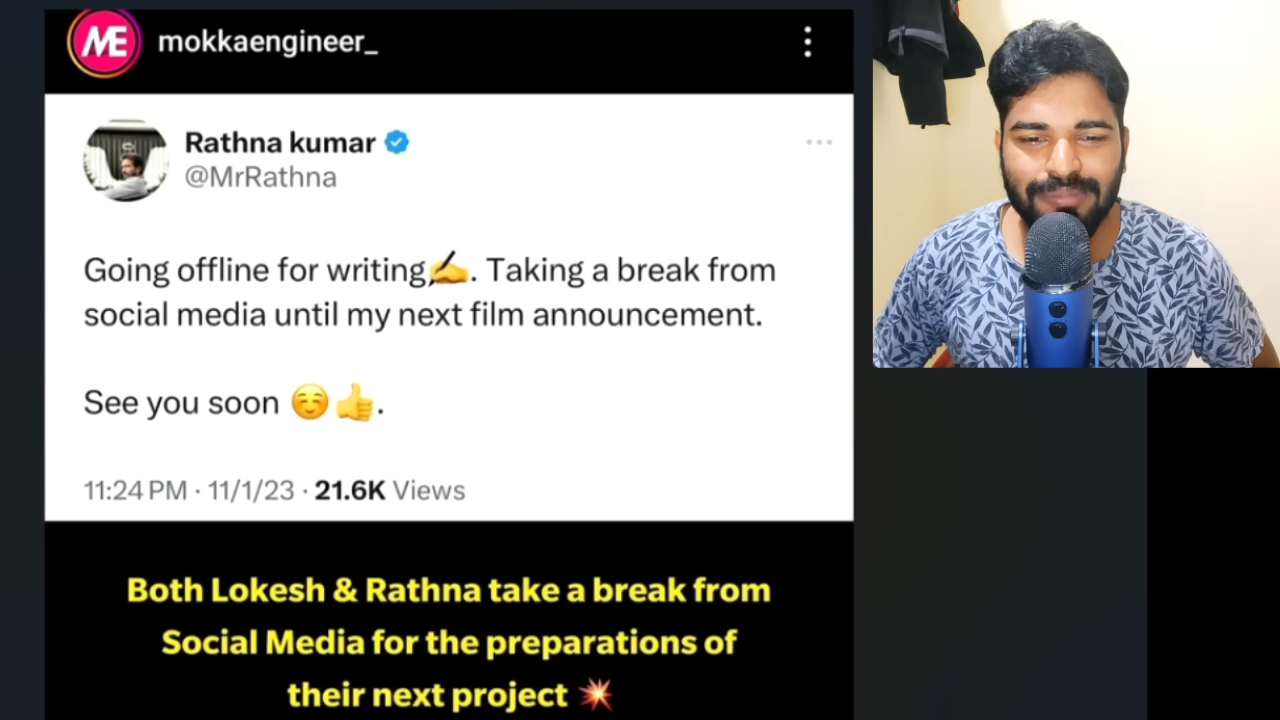 ME mokkaengineer_
Rathna kumar
@MrRathna
Going offline for writing✍️. Taking a break from
social media until my next film announcement.
See you soon ☺️👍.
11:24 PM · 11/1/23 · 21.6K Views
Both Lokesh & Rathna take a break from
Social Media for the preparations of
their next project 💥